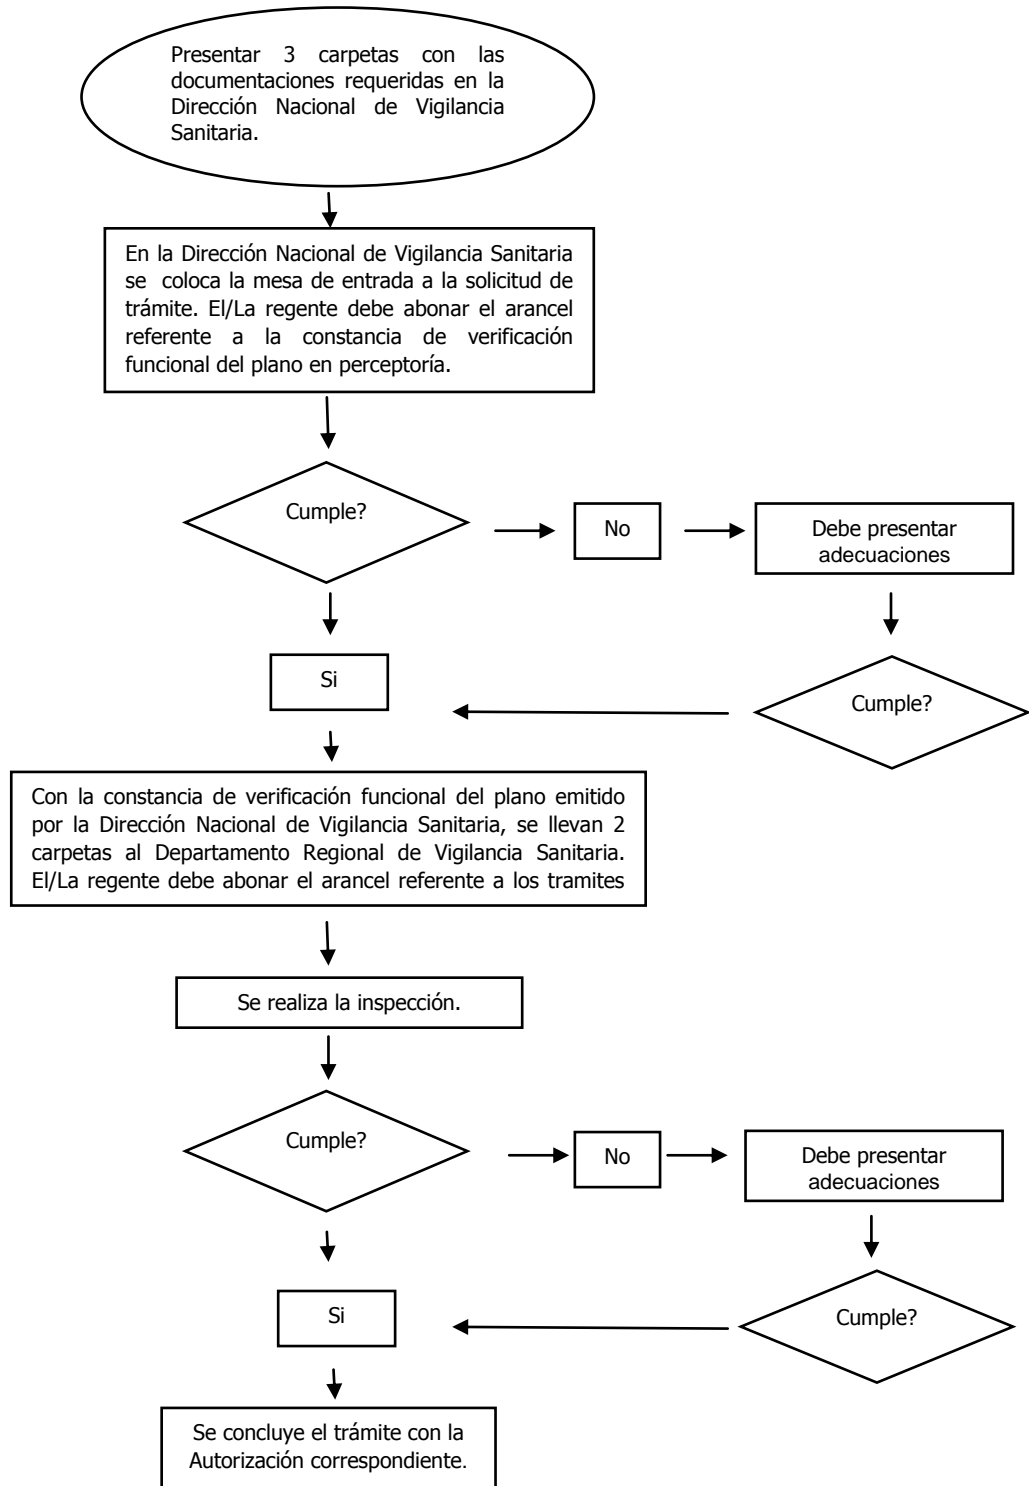 Presentar 3 carpetas con las
documentaciones requeridas en la
Dirección Nacional de Vigilancia
Sanitaria.
En la Dirección Nacional de Vigilancia Sanitaria
se coloca la mesa de entrada a la solicitud de
trámite. El/La regente debe abonar el arancel
referente a la constancia de verificación
funcional del plano en perceptoría.
Cumple?
No
Debe presentar
adecuaciones
Si
Cumple?
Con la constancia de verificación funcional del plano emitido
por la Dirección Nacional de Vigilancia Sanitaria, se llevan 2
carpetas al Departamento Regional de Vigilancia Sanitaria.
El/La regente debe abonar el arancel referente a los tramites
Se realiza la inspección.
Cumple?
No
Debe presentar
adecuaciones
Si
Cumple?
Se concluye el trámite con la
Autorización correspondiente.